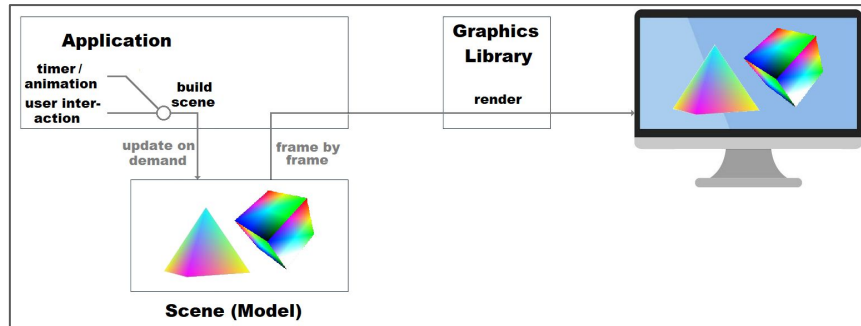 Application
timer /
animation
user inter-
action
build
scene
update on
demand
frame by
frame
Graphics
Library
render
Scene (Model)